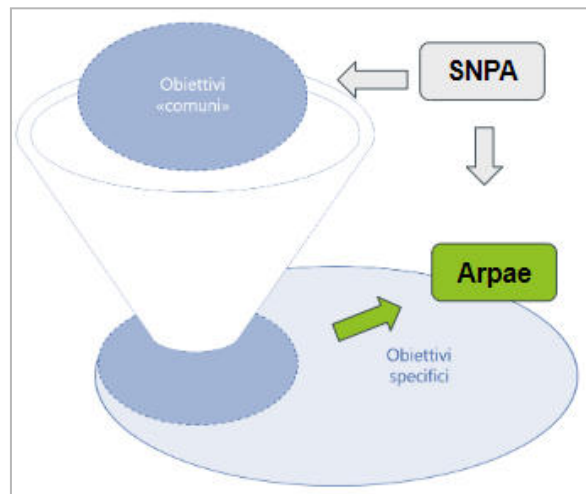 Obiettivi
«comuni»
SNPA
Arpae
Obiettivi
specifici